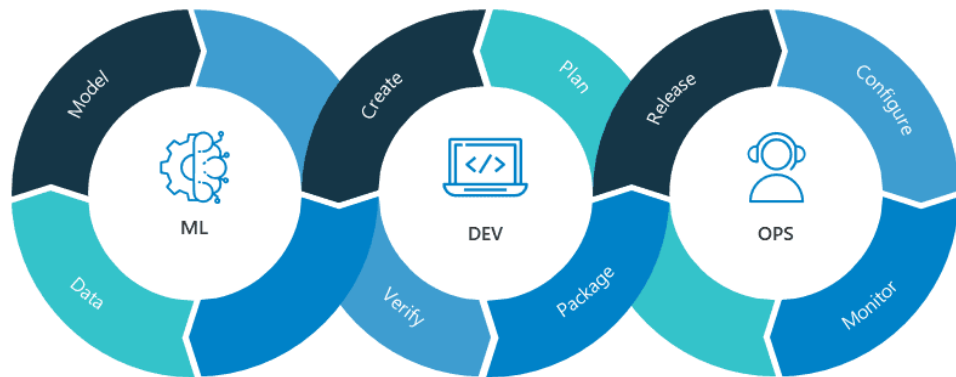 Model
Data
ML
Create
Plan
Verify
Package
DEV
Release
Configure
Monitor
OPS